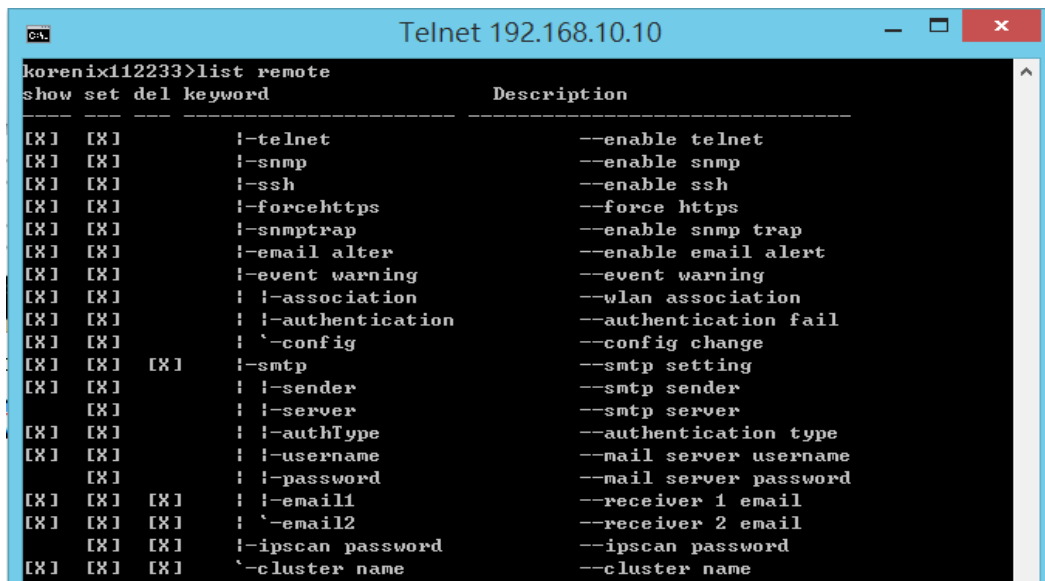 Telnet 192.168.10.10
korenix112233>list remote
show set del keyword                Description
---- --- --- ---------------------- -------------------------------
[X]  [X]         ¦-telnet                    --enable telnet
[X]  [X]         ¦-snmp                      --enable snmp
[X]  [X]         ¦-ssh                       --enable ssh
[X]  [X]         ¦-forcehttps                --force https
[X]  [X]         ¦-snmptrap                  --enable snmp trap
[X]  [X]         ¦-email alter               --enable email alert
[X]  [X]         ¦-event warning             --event warning
[X]  [X]         ¦ ¦-association             --wlan association
[X]  [X]         ¦ ¦-authentication          --authentication fail
[X]  [X]         ¦ `-config                  --config change
[X]  [X]  [X]    ¦-smtp                      --smtp setting
[X]  [X]         ¦ ¦-sender                  --smtp sender
     [X]         ¦ ¦-server                  --smtp server
[X]  [X]         ¦ ¦-authType                --authentication type
[X]  [X]         ¦ ¦-username                --mail server username
     [X]         ¦ ¦-password                --mail server password
[X]  [X]  [X]    ¦ ¦-email1                  --receiver 1 email
[X]  [X]  [X]    ¦ `-email2                  --receiver 2 email
     [X]  [X]    ¦-ipscan password           --ipscan password
[X]  [X]  [X]    `-cluster name              --cluster name